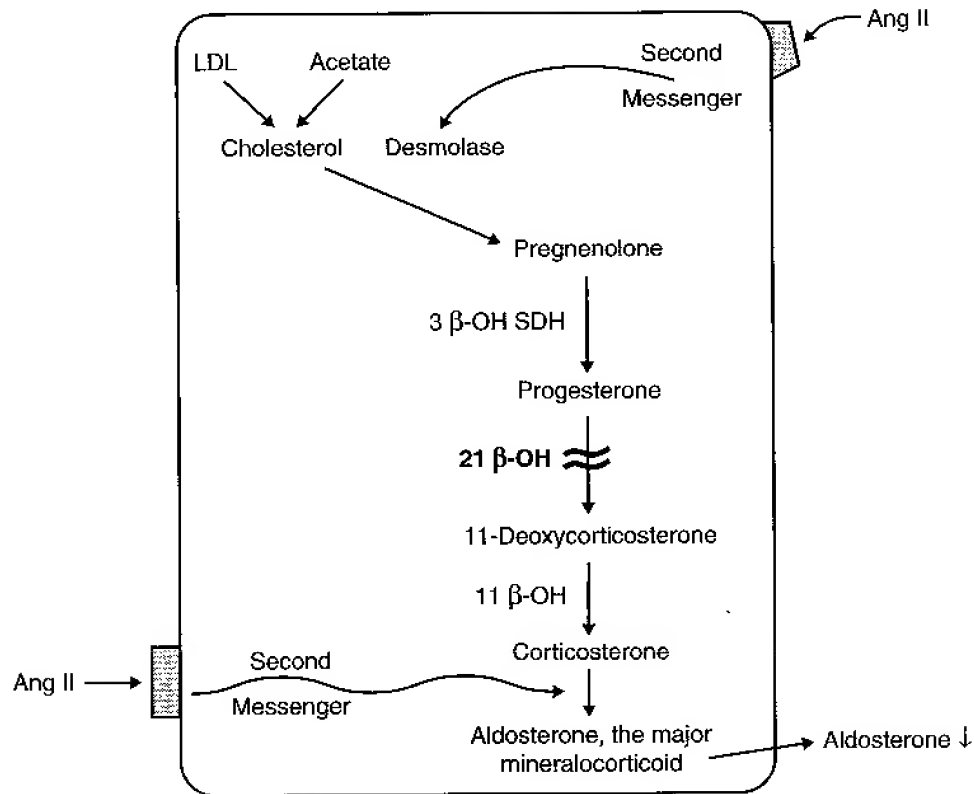 Ang II
LDL
Acetate
Second
Messenger
Cholesterol
Desmolase
Pregnenolone
3 β-OH SDH
Progesterone
21 β-OH
11-Deoxycorticosterone
11 β-OH
Corticosterone
Ang II
Second
Messenger
Aldosterone, the major
mineralocorticoid
Aldosterone ↓